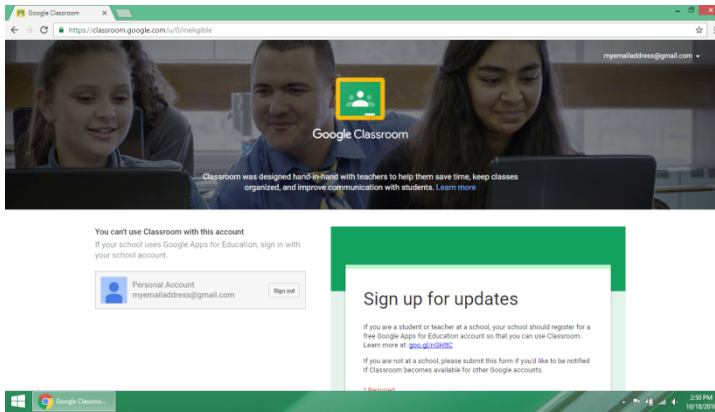 Google Classroom
https://classroom.google.com/u/0/ineligible
myemailaddress@gmail.com
Google Classroom
Classroom was designed hand-in-hand with teachers to help them save time, keep classes
organized, and improve communication with students. Learn more
You can't use Classroom with this account
If your school uses Google Apps for Education, sign in with
your school account.
Personal Account
myemailaddress@gmail.com
Sign out
Sign up for updates
If you are a student or teacher at a school, your school should register for a
free Google Apps for Education account so that you can use Classroom.
Learn more at: goo.gl/nGHltC
If you are not at a school, please submit this form if you'd like to be notified
if Classroom becomes available for other Google accounts.
* Required
Google Classroo...
2:50 PM